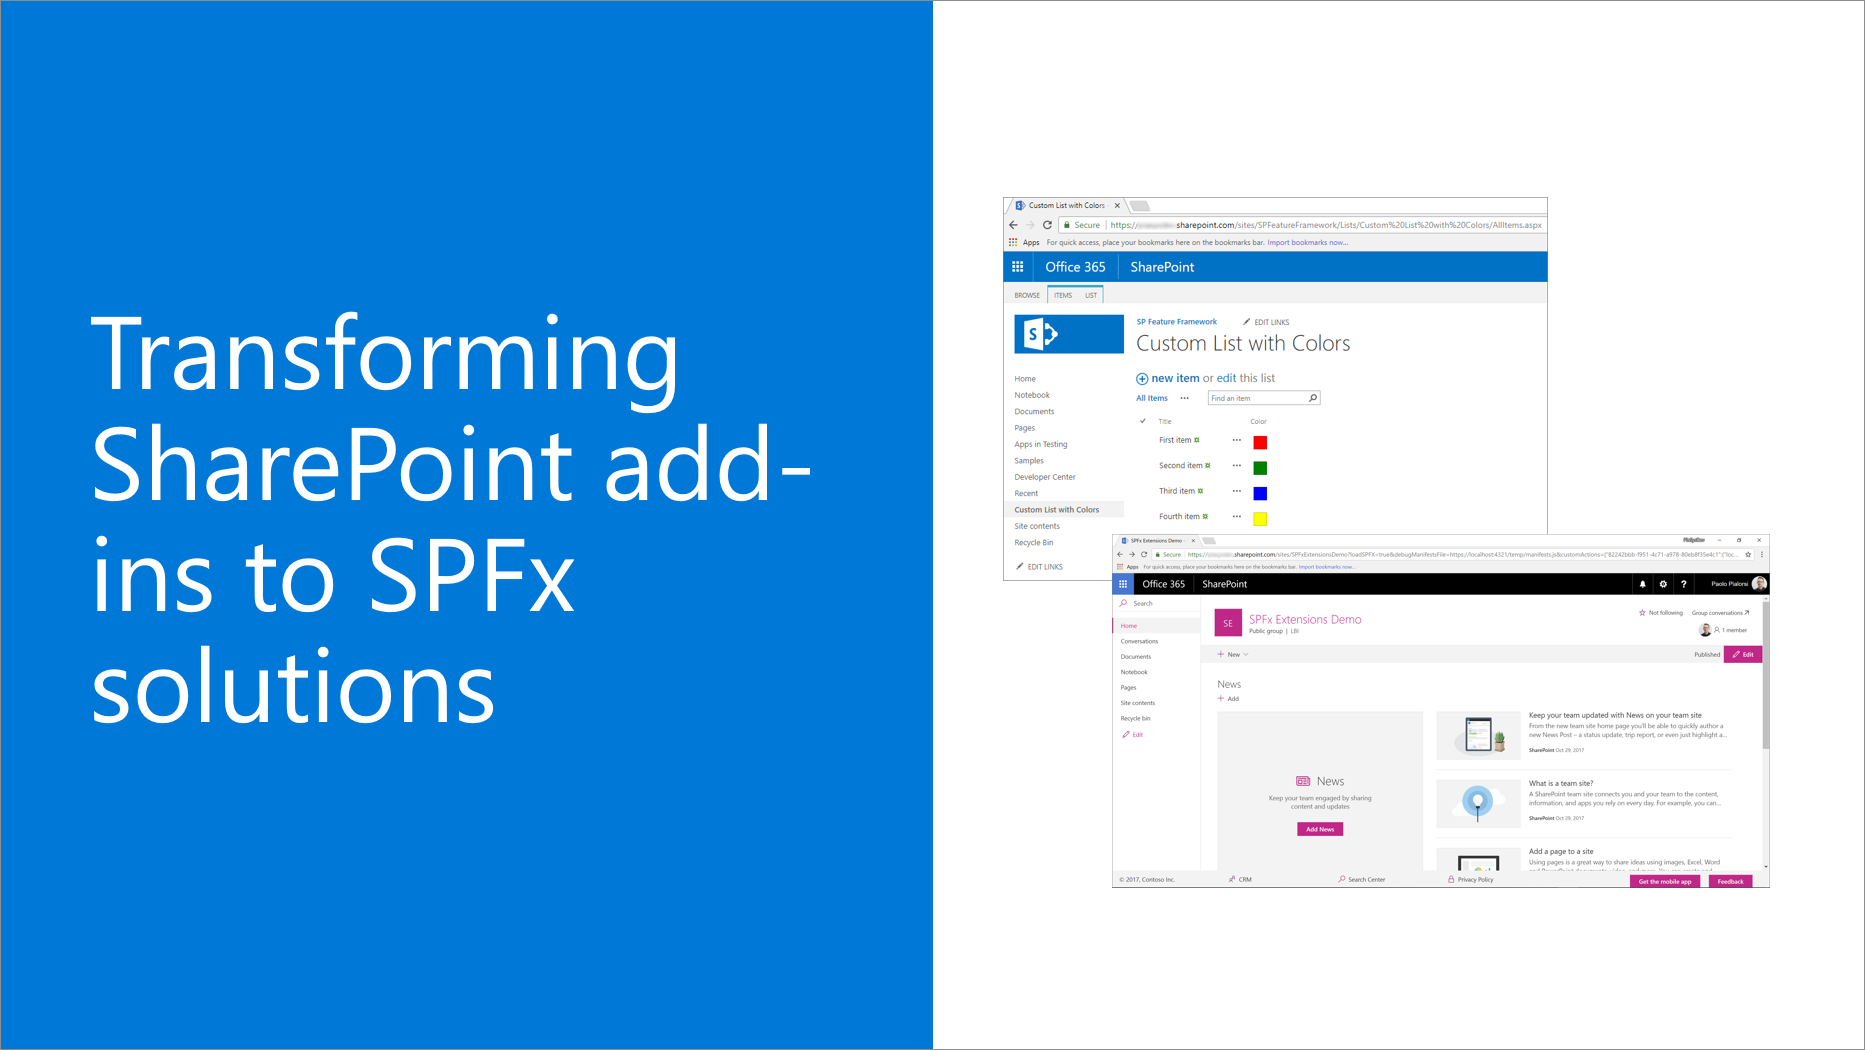 Transforming
SharePoint add-
ins to SPFx
solutions
Custom List with Colors
Secure https:// sharepoint.com/sites/SPFeatureFramework/Lists/Custom%20List%20with%20Colors/AllItems.aspx
Apps For quick access, place your bookmarks here on the bookmarks bar. Import bookmarks now...
Office 365 SharePoint
BROWSE ITEMS LIST
S
SP Feature Framework EDIT LINKS
Custom List with Colors
Home
Notebook
Documents
Pages
Apps in Testing
Samples
Developer Center
Recent
Custom List with Colors
Site contents
Recycle Bin
EDIT LINKS
new item or edit this list
All Items ••• Find an item
Title Color
First item •••
Second item •••
Third item •••
Fourth item •••
SPFx Extensions Demo
Secure https:// .sharepoint.com/sites/SPFxExtensionsDemo?loadSPFX=true&debugManifestsFile=https://localhost:4321/temp/manifests.js&customActions={"82242bbb-f951-4c71-a978-80eb8f35e4c1":{"loc...
Apps For quick access, place your bookmarks here on the bookmarks bar. Import bookmarks now...
Office 365 SharePoint ? Paolo Pialorsi
Search
Home
Conversations
Documents
Notebook
Pages
Site contents
Recycle bin
Edit
SE
SPFx Extensions Demo
Public group | LBI
Not following Group conversations
1 member
New Published Edit
News
Add
News
Keep your team engaged by sharing
content and updates
Add News
Keep your team updated with News on your team site
From the new team site home page you'll be able to quickly author a
new News Post – a status update, trip report, or even just highlight a...
SharePoint Oct 29, 2017
What is a team site?
A SharePoint team site connects you and your team to the content,
information, and apps you rely on every day. For example, you can...
SharePoint Oct 29, 2017
Add a page to a site
Using pages is a great way to share ideas using images, Excel, Word
© 2017, Contoso Inc. CRM Search Center Privacy Policy Get the mobile app Feedback